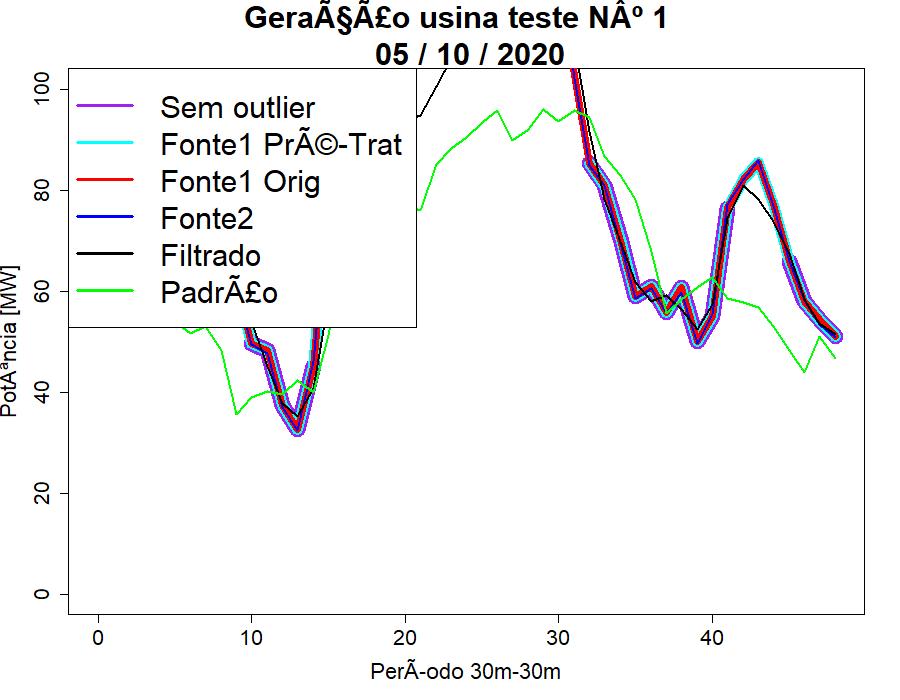 GeraÃ§Ã£o usina teste NÂº 1
05 / 10 / 2020
Sem outlier
Fonte1 PrÃ©-Trat
Fonte1 Orig
Fonte2
Filtrado
PadrÃ£o
PotÃªncia [MW]
100
80
60
40
20
0
0 10 20 30 40
PerÃ­-odo 30m-30m